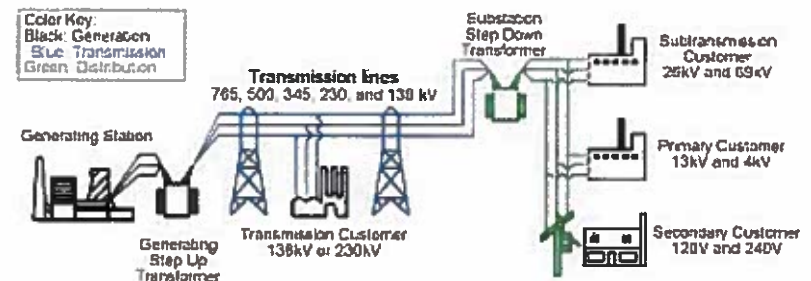 Color Key:
Black: Generation
Blue: Transmission
Green: Distribution
Substation
Step Down
Transformer
Subtransmission
Customer
26kV and 69kV
Transmission lines
765, 500, 345, 230, and 138 kV
Generating Station
Primary Customer
13kV and 4kV
Transmission Customer
138kV or 230kV
Generating
Step Up
Transformer
Secondary Customer
120V and 240V